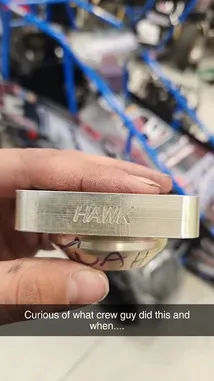 HAWK
Curious of what crew guy did this and
when....